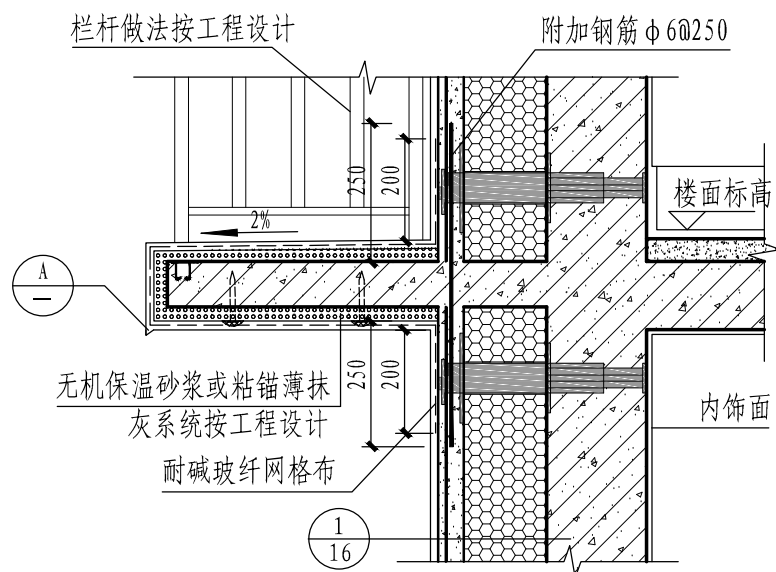 栏杆做法按工程设计
附加钢筋ϕ6@250
250
200
楼面标高
2%
A
—
无机保温砂浆或粘锚薄抹
灰系统按工程设计
耐碱玻纤网格布
250
200
内饰面
1
16